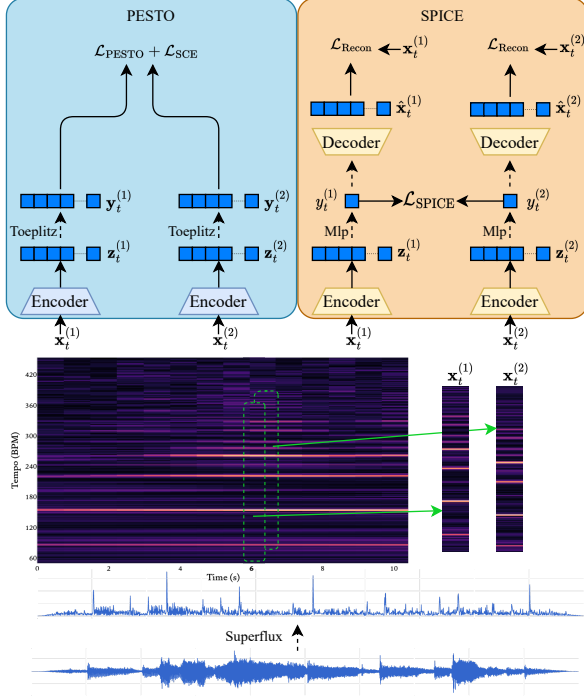 PESTO
SPICE
ℒ_PESTO + ℒ_SCE
ℒ_Recon x_t^(1)
ℒ_Recon x_t^(2)
x̂_t^(1)
x̂_t^(2)
Decoder
Decoder
y_t^(1)
y_t^(2)
y_t^(1)
ℒ_SPICE
y_t^(2)
Toeplitz
Toeplitz
Mlp
Mlp
z_t^(1)
z_t^(2)
z_t^(1)
z_t^(2)
Encoder
Encoder
Encoder
Encoder
x_t^(1)
x_t^(2)
x_t^(1)
x_t^(2)
Tempo (BPM)
420
360
300
240
180
120
60
0 2 4 6 8 10
Time (s)
x_t^(1)
x_t^(2)
Superflux